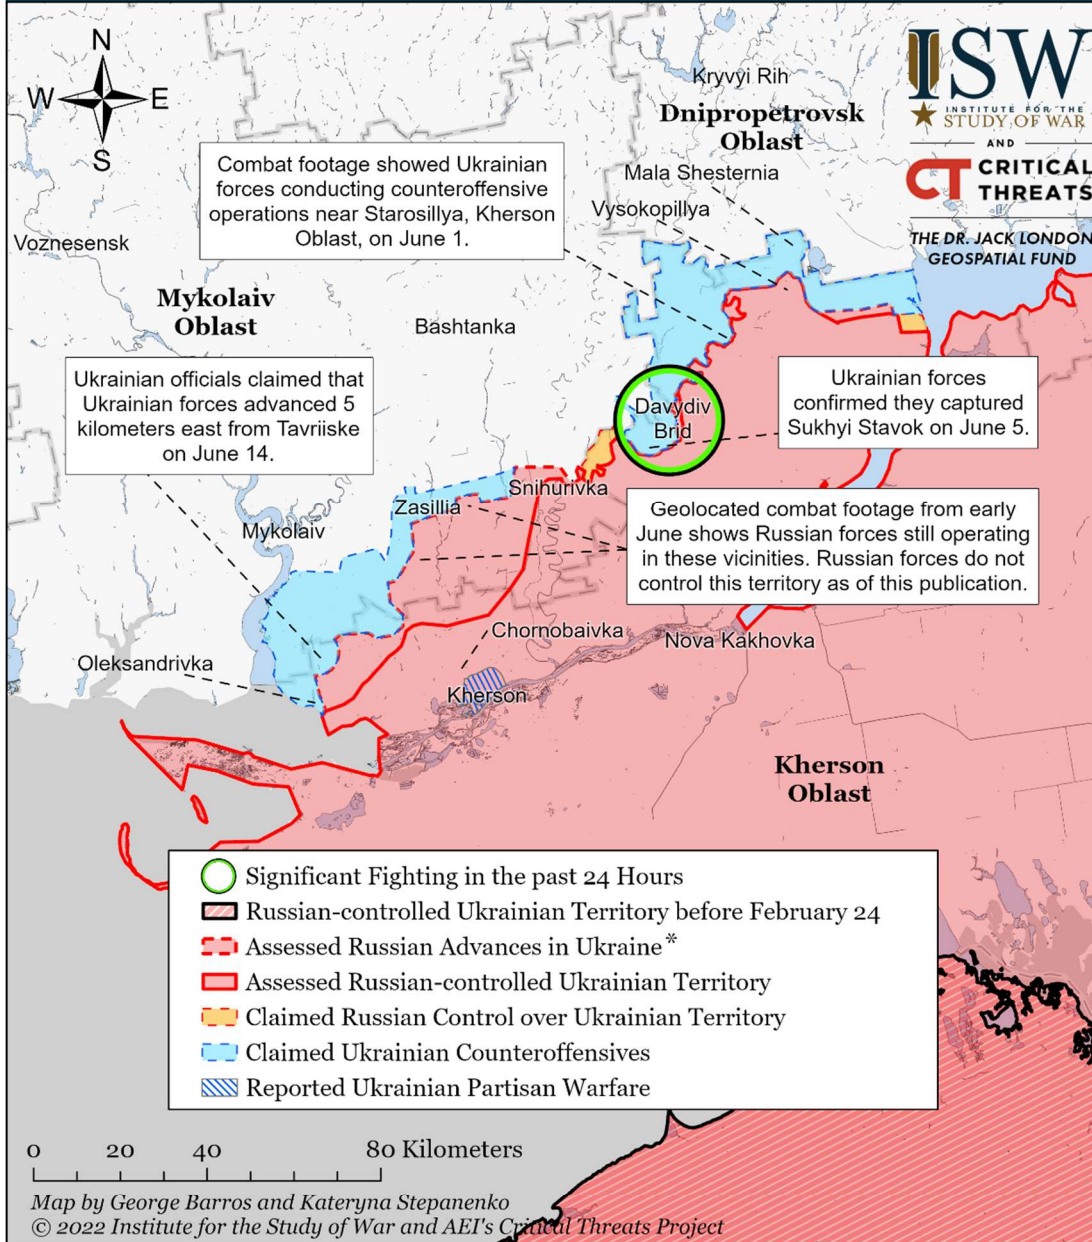 N
W
E
S
ISW
INSTITUTE FOR THE
STUDY OF WAR
AND
CT CRITICAL
THREATS
THE DR. JACK LONDON
GEOSPATIAL FUND
Kryvyi Rih
Dnipropetrovsk
Oblast
Combat footage showed Ukrainian
forces conducting counteroffensive
operations near Starosillya, Kherson
Oblast, on June 1.
Mala Shesternia
Vysokopillya
Voznesensk
Mykolaiv
Oblast
Bashtanka
Ukrainian officials claimed that
Ukrainian forces advanced 5
kilometers east from Tavriiske
on June 14.
Davydiv
Brid
Ukrainian forces
confirmed they captured
Sukhyi Stavok on June 5.
Snihurivka
Zasillia
Mykolaiv
Geolocated combat footage from early
June shows Russian forces still operating
in these vicinities. Russian forces do not
control this territory as of this publication.
Chornobaivka
Nova Kakhovka
Oleksandrivka
Kherson
Kherson
Oblast
Significant Fighting in the past 24 Hours
Russian-controlled Ukrainian Territory before February 24
Assessed Russian Advances in Ukraine*
Assessed Russian-controlled Ukrainian Territory
Claimed Russian Control over Ukrainian Territory
Claimed Ukrainian Counteroffensives
Reported Ukrainian Partisan Warfare
0 20 40 80 Kilometers
Map by George Barros and Kateryna Stepanenko
© 2022 Institute for the Study of War and AEI's Critical Threats Project